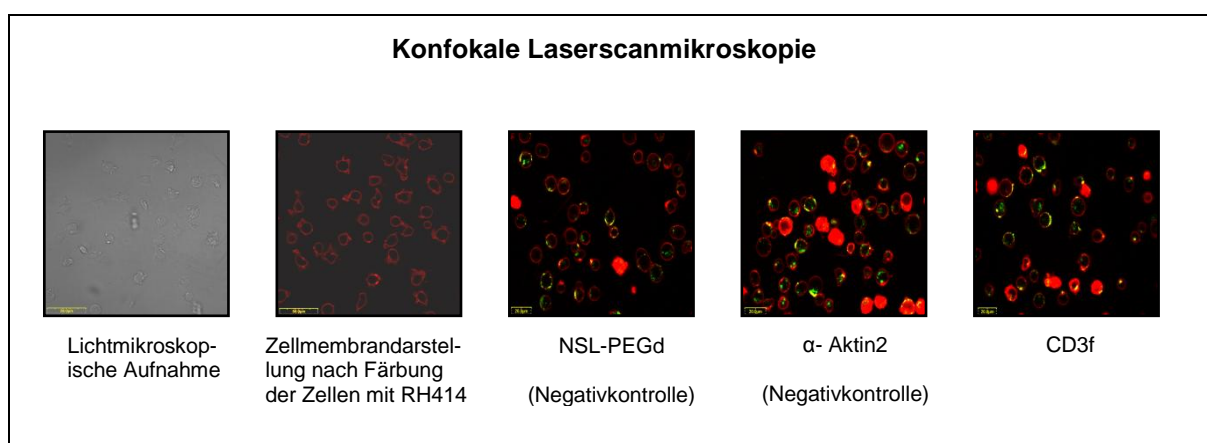 Konfokale Laserscanmikroskopie
Lichtmikroskop-
ische Aufnahme
Zellmembrandarstel-
lung nach Färbung
der Zellen mit RH414
NSL-PEGd
(Negativkontrolle)
α- Aktin2
(Negativkontrolle)
CD3f